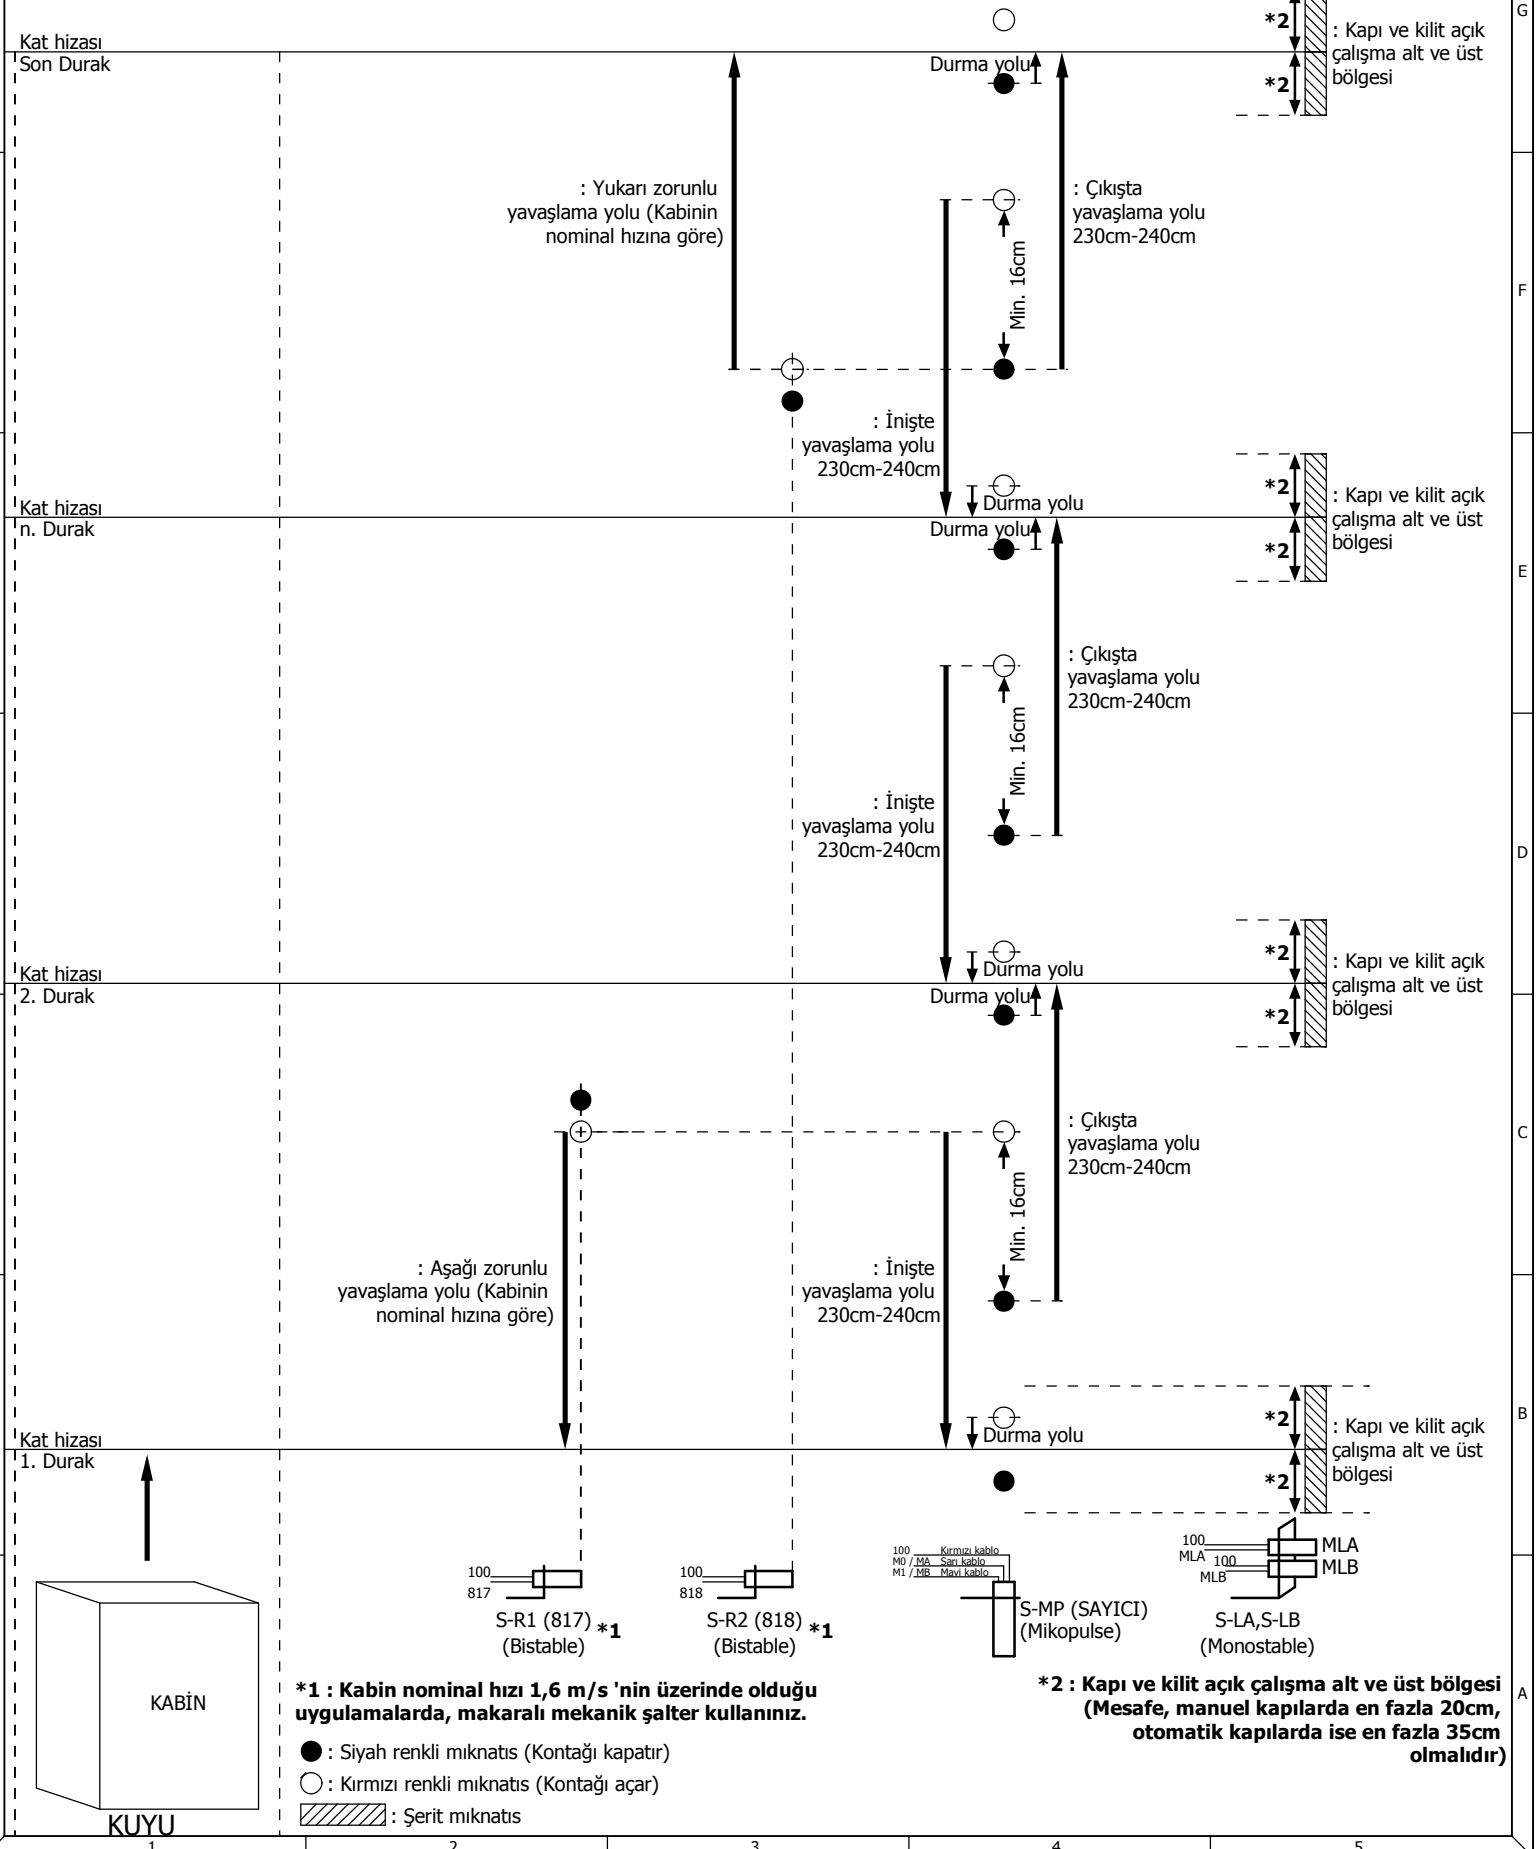 G
*2
: Kapı ve kilit açık
çalışma alt ve üst
bölgesi
*2
Kat hizası
Son Durak
Durma yolu
: Yukarı zorunlu
yavaşlama yolu (Kabinin
nominal hızına göre)
: Çıkışta
yavaşlama yolu
230cm-240cm
Min. 16cm
F
: İnişte
yavaşlama yolu
230cm-240cm
*2
: Kapı ve kilit açık
çalışma alt ve üst
bölgesi
*2
Kat hizası
n. Durak
Durma yolu
Durma yolu
E
: Çıkışta
yavaşlama yolu
230cm-240cm
Min. 16cm
: İnişte
yavaşlama yolu
230cm-240cm
D
*2
: Kapı ve kilit açık
çalışma alt ve üst
bölgesi
*2
Kat hizası
2. Durak
Durma yolu
Durma yolu
: Çıkışta
yavaşlama yolu
230cm-240cm
C
Min. 16cm
: Aşağı zorunlu
yavaşlama yolu (Kabinin
nominal hızına göre)
: İnişte
yavaşlama yolu
230cm-240cm
B
*2
: Kapı ve kilit açık
çalışma alt ve üst
bölgesi
*2
Kat hizası
1. Durak
Durma yolu
100
817
S-R1 (817) *1
(Bistable)
100
818
S-R2 (818) *1
(Bistable)
100 Kırmızı kablo
M0 / MA Sarı kablo
M1 / MB Mavi kablo
S-MP (SAYICI)
(Mikopulse)
100
MLA
100
MLB
MLA
MLB
S-LA,S-LB
(Monostable)
KABİN
KUYU
*1 : Kabin nominal hızı 1,6 m/s 'nin üzerinde olduğu
uygulamalarda, makaralı mekanik şalter kullanınız.
: Siyah renkli mıknatıs (Kontağı kapatır)
: Kırmızı renkli mıknatıs (Kontağı açar)
: Şerit mıknatıs
*2 : Kapı ve kilit açık çalışma alt ve üst bölgesi
(Mesafe, manuel kapılarda en fazla 20cm,
otomatik kapılarda ise en fazla 35cm
olmalıdır)
A
1 2 3 4 5